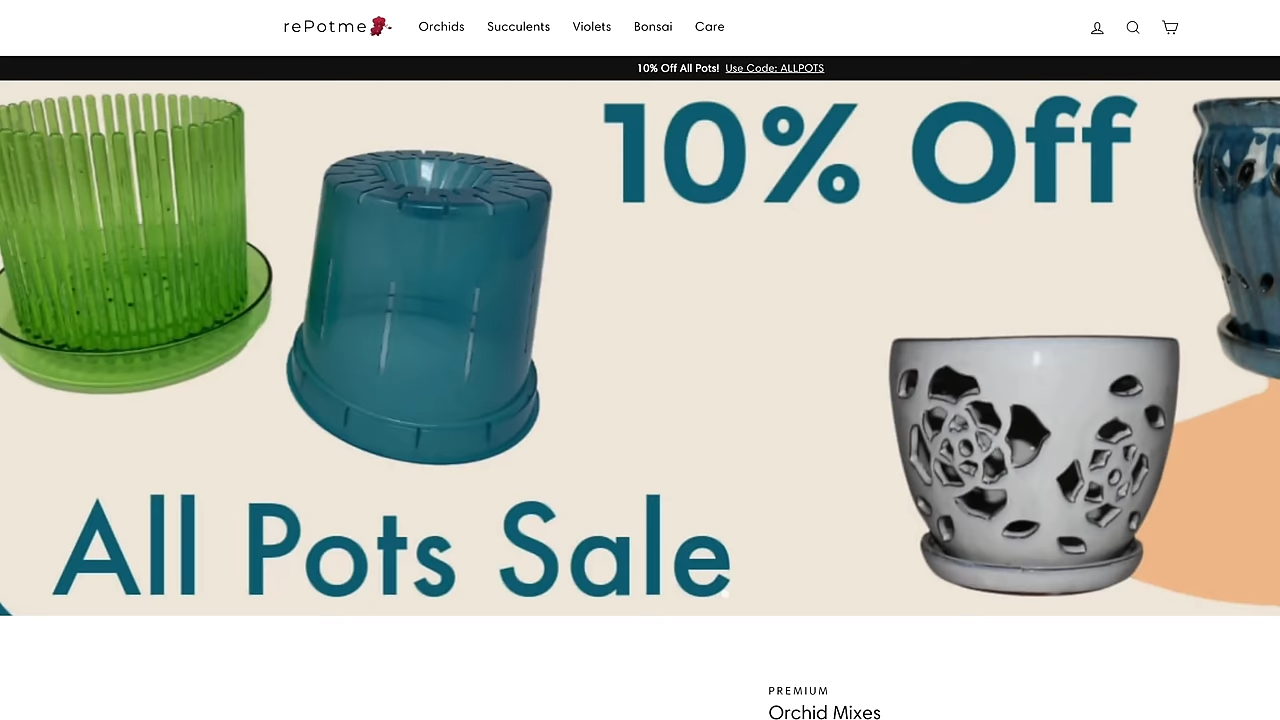 rePotme
Orchids
Succulents
Violets
Bonsai
Care
10% Off All Pots! Use Code: ALLPOTS
10% Off
All Pots Sale
PREMIUM
Orchid Mixes